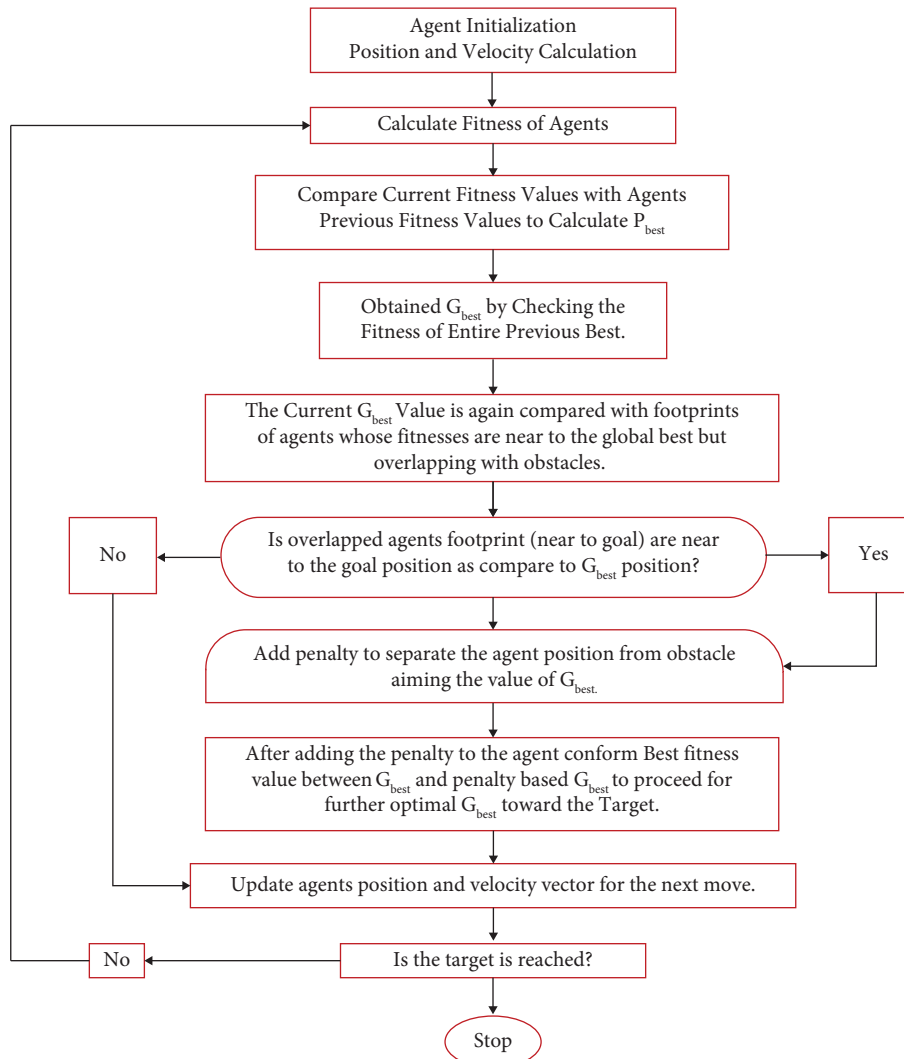 Agent Initialization
Position and Velocity Calculation
Calculate Fitness of Agents
Compare Current Fitness Values with Agents
Previous Fitness Values to Calculate Pbest
Obtained Gbest by Checking the
Fitness of Entire Previous Best.
The Current Gbest Value is again compared with footprints
of agents whose fitnesses are near to the global best but
overlapping with obstacles.
No
Is overlapped agents footprint (near to goal) are near
to the goal position as compare to Gbest position?
Yes
Add penalty to separate the agent position from obstacle
aiming the value of Gbest.
After adding the penalty to the agent conform Best fitness
value between Gbest and penalty based Gbest to proceed for
further optimal Gbest toward the Target.
Update agents position and velocity vector for the next move.
No
Is the target is reached?
Stop